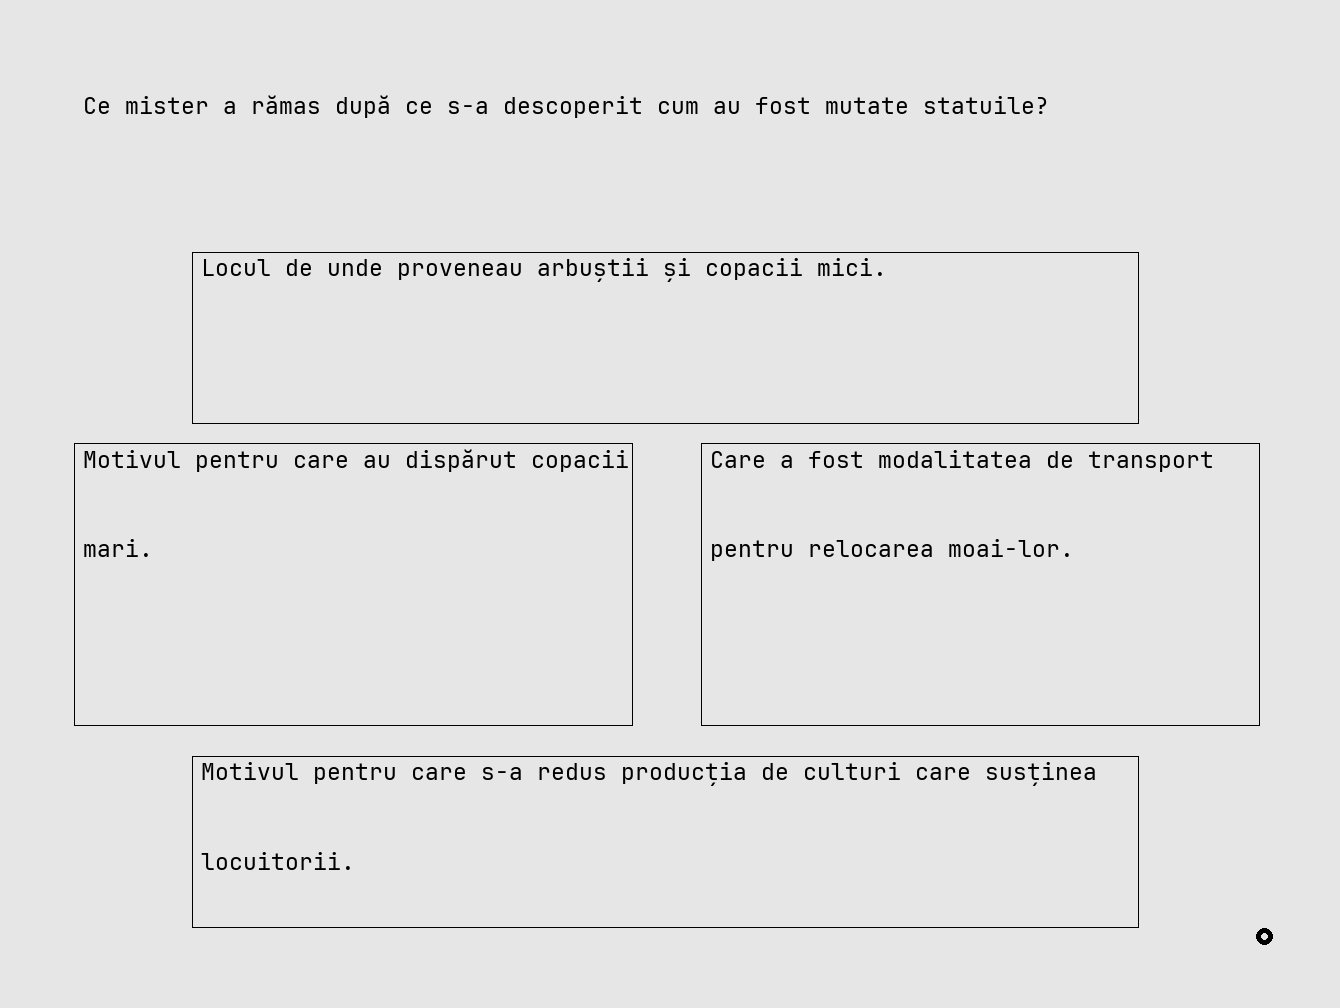 Ce mister a rămas după ce s-a descoperit cum au fost mutate statuile?
Locul de unde proveneau arbuștii și copacii mici.
Motivul pentru care au dispărut copacii
mari.
Care a fost modalitatea de transport
pentru relocarea moai-lor.
Motivul pentru care s-a redus producția de culturi care susținea
locuitorii.